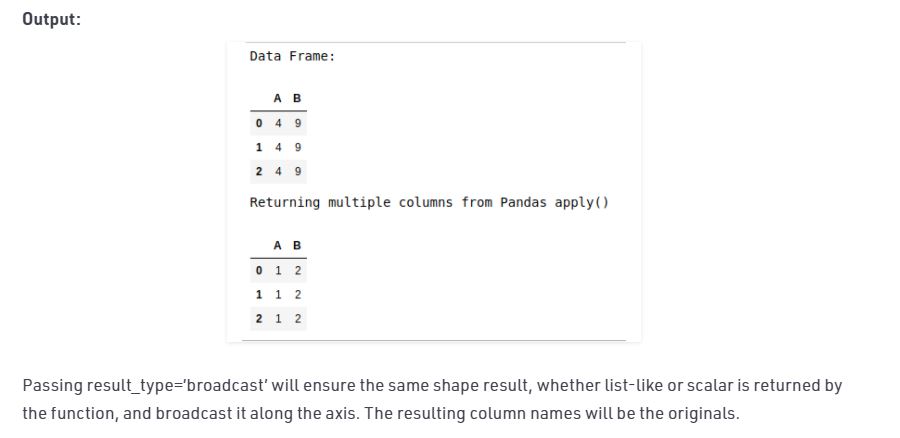 Output:
Data Frame:
A B
0 4 9
1 4 9
2 4 9
Returning multiple columns from Pandas apply()
A B
0 1 2
1 1 2
2 1 2
Passing result_type=‘broadcast’ will ensure the same shape result, whether list-like or scalar is returned by
the function, and broadcast it along the axis. The resulting column names will be the originals.